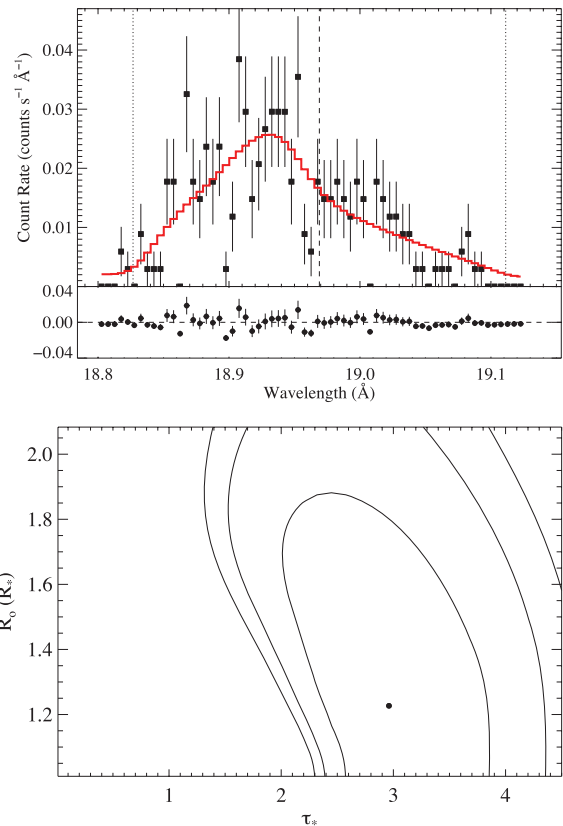 Count Rate (counts s⁻¹ Å⁻¹)
0.04
0.03
0.02
0.01
0.04
0.00
−0.04
18.8 18.9 19.0 19.1
Wavelength (Å)
R₀ (R*)
2.0
1.8
1.6
1.4
1.2
1 2 3 4
τ*